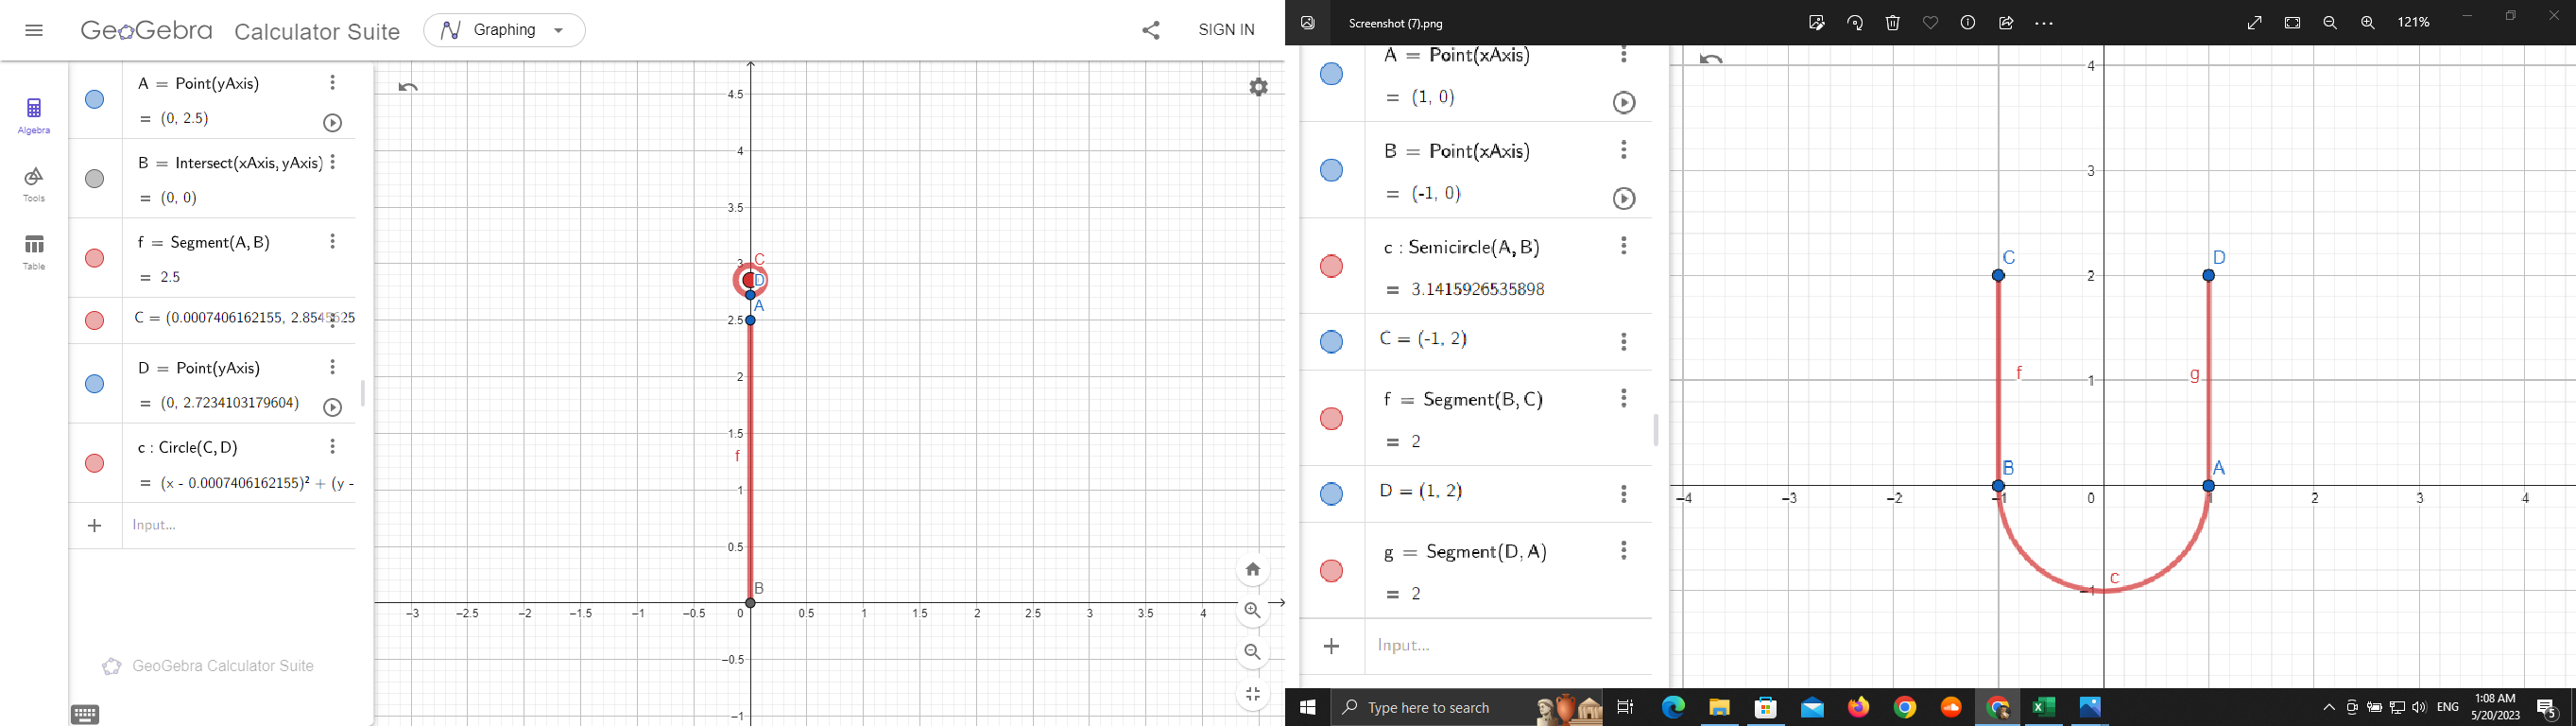 GeoGebra Calculator Suite
Graphing
SIGN IN
Algebra
Tools
Table
A = Point(yAxis)
= (0, 2.5)
B = Intersect(xAxis, yAxis)
= (0, 0)
f = Segment(A, B)
= 2.5
C = (0.0007406162155,
D = Point(yAxis)
= (0, 2.7234103179604)
c : Circle(C, D)
= (x - 0.0007406162155)² + (y -
+ Input...
GeoGebra Calculator Suite
4.5
4
3.5
3
2.5
2
1.5
1
0.5
-0.5
-1
C
D
A
f
B
-3 -2.5 -2 -1.5 -1 -0.5 0 0.5 1 1.5 2 2.5 3 3.5 4
Screenshot (7).png
121%
A = Point(xAxis)
= (1, 0)
B = Point(xAxis)
= (-1, 0)
c : Semicircle(A, B)
= 3.1415926535898
C = (-1, 2)
f = Segment(B, C)
= 2
D = (1, 2)
g = Segment(D, A)
= 2
+ Input...
4
3
2
1
-1
C
D
f
g
B
A
c
-4 -3 -2 -1 0 1 2 3 4
Type here to search
ENG
1:08 AM
5/20/2023
5